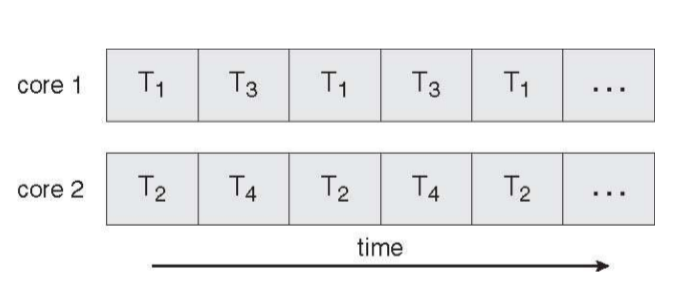 core 1 T₁ T₃ T₁ T₃ T₁ ...
core 2 T₂ T₄ T₂ T₄ T₂ ...
time